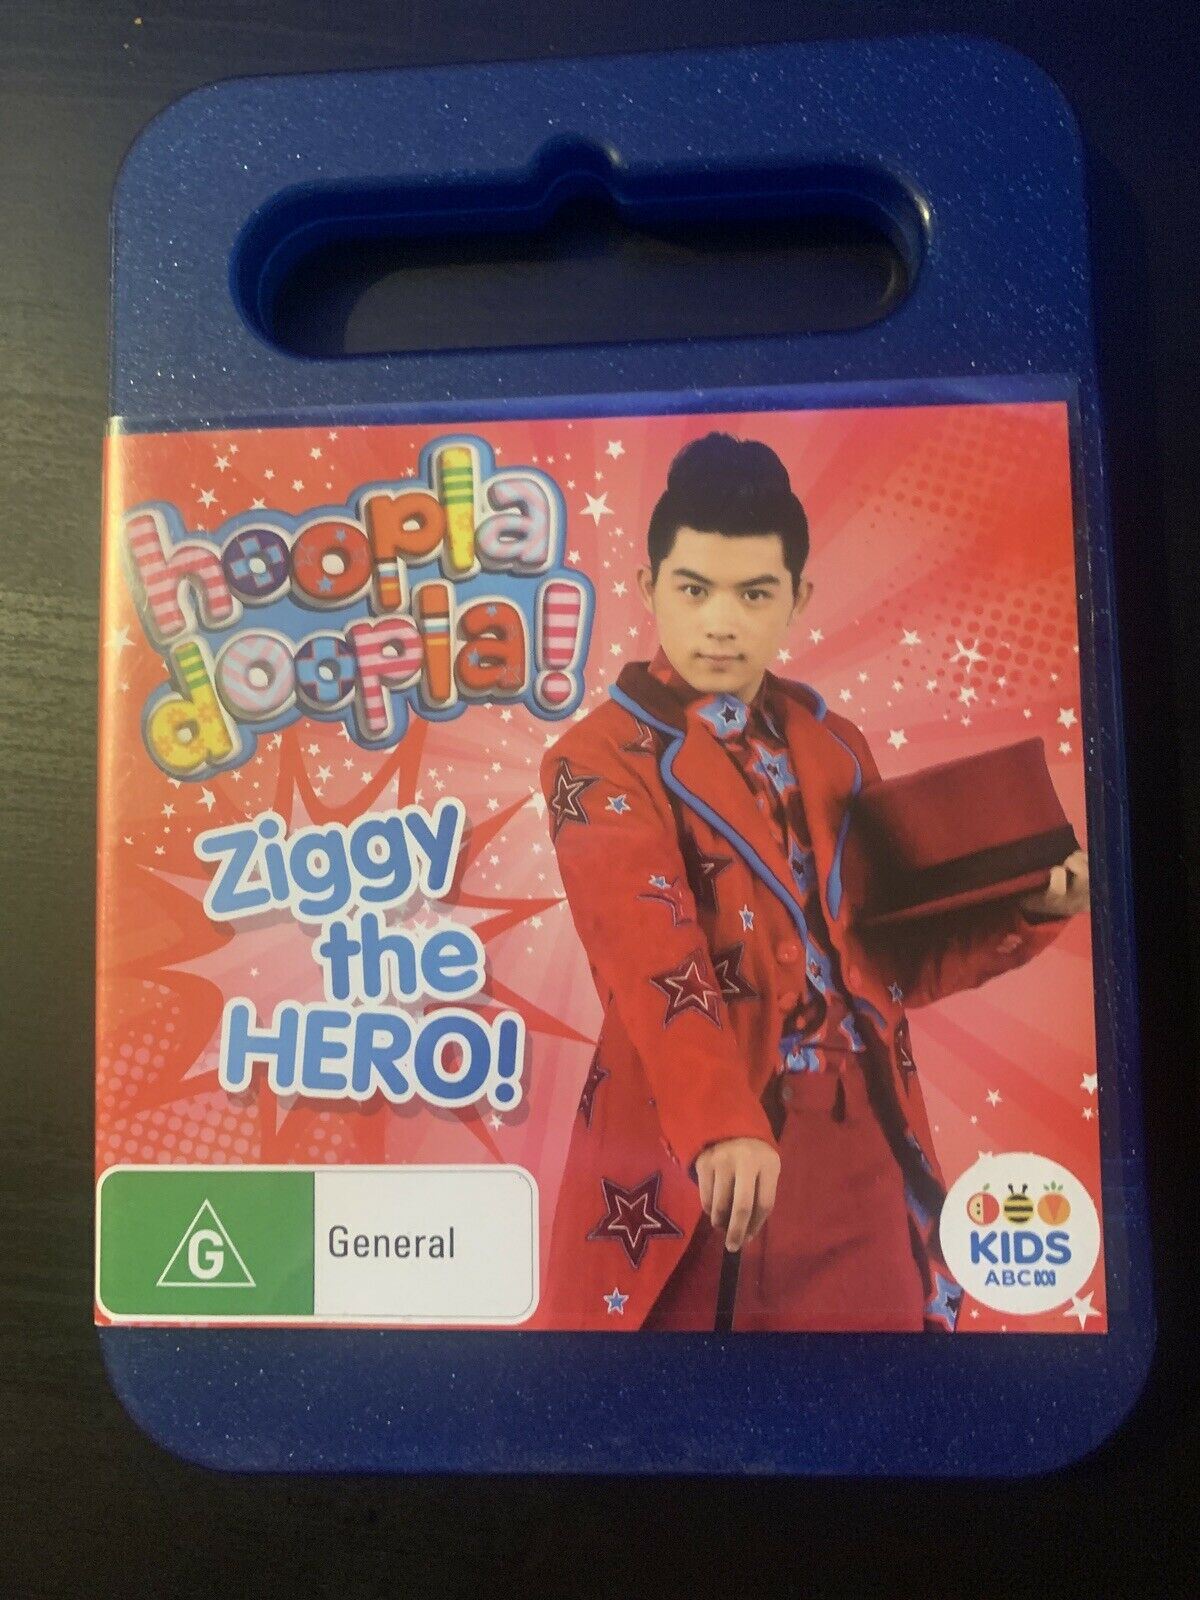 hoopla
doopla!
Ziggy
the
HERO!
G
General
KIDS
ABC